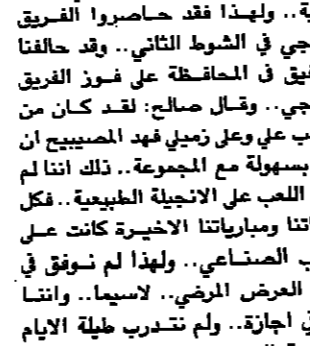 ية.. ولهذا فقد حاصروا الفريق
جي في الشوط الثاني.. وقد حالفنا
فيق فى المحافظة على فوز الفريق
جي.. وقال صالح: لقد كان من
ب علي وعلى زميلي فهد المصيبيح ان
بسهولة مع المجموعة.. ذلك اننا لم
اللعب على الانجيلة الطبيعية.. فكل
اتنا ومبارياتنا الاخيرة كانت على
ب الصناعي.. ولهذا لم نوفق في
العرض المرضي.. لاسيما.. واننا
ي اجازة.. ولم نتدرب طيلة الايام